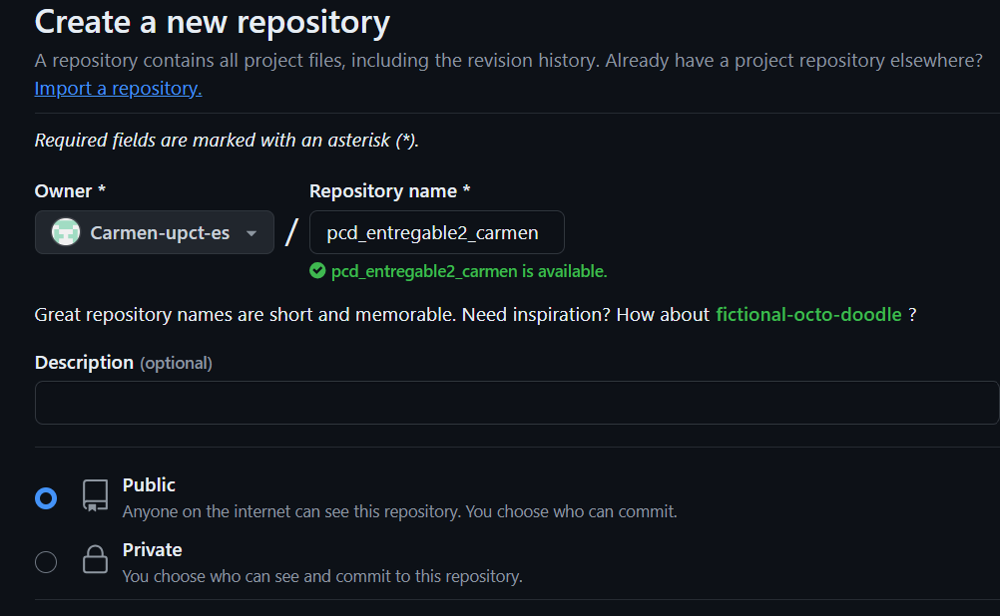 Create a new repository
A repository contains all project files, including the revision history. Already have a project repository elsewhere?
Import a repository.
Required fields are marked with an asterisk (*).
Owner *
Repository name *
Carmen-upct-es
/
pcd_entregable2_carmen
pcd_entregable2_carmen is available.
Great repository names are short and memorable. Need inspiration? How about fictional-octo-doodle ?
Description (optional)
Public
Anyone on the internet can see this repository. You choose who can commit.
Private
You choose who can see and commit to this repository.